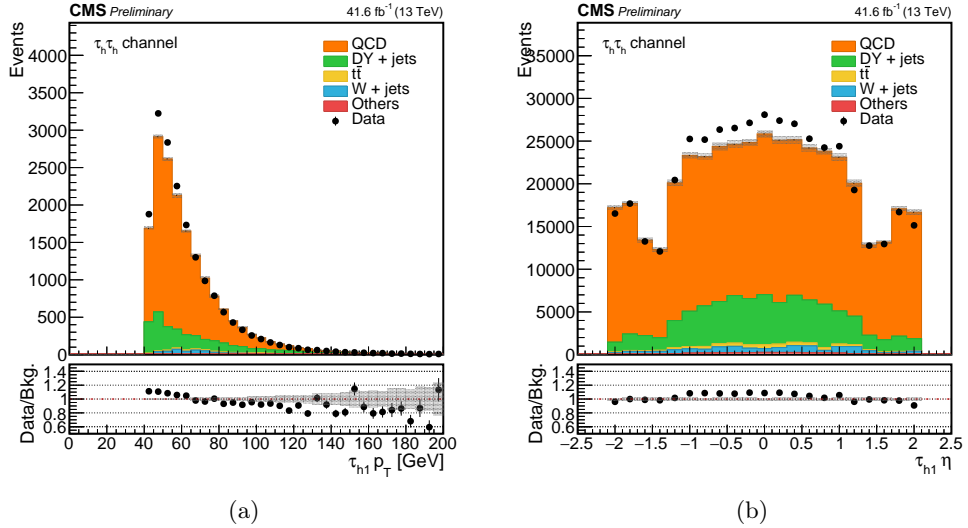 CMS Preliminary
41.6 fb⁻¹ (13 TeV)
Events
τₕτₕ channel
QCD
DY + jets
tt̄
W + jets
Others
Data
4000
3500
3000
2500
2000
1500
1000
500
0
Data/Bkg.
1.4
1.2
1
0.8
0.6
0 20 40 60 80 100 120 140 160 180 200
τₕ₁ p_T [GeV]
(a)
CMS Preliminary
41.6 fb⁻¹ (13 TeV)
Events
τₕτₕ channel
QCD
DY + jets
tt̄
W + jets
Others
Data
35000
30000
25000
20000
15000
10000
5000
0
Data/Bkg.
1.4
1.2
1
0.8
0.6
−2.5 −2 −1.5 −1 −0.5 0 0.5 1 1.5 2 2.5
τₕ₁ η
(b)